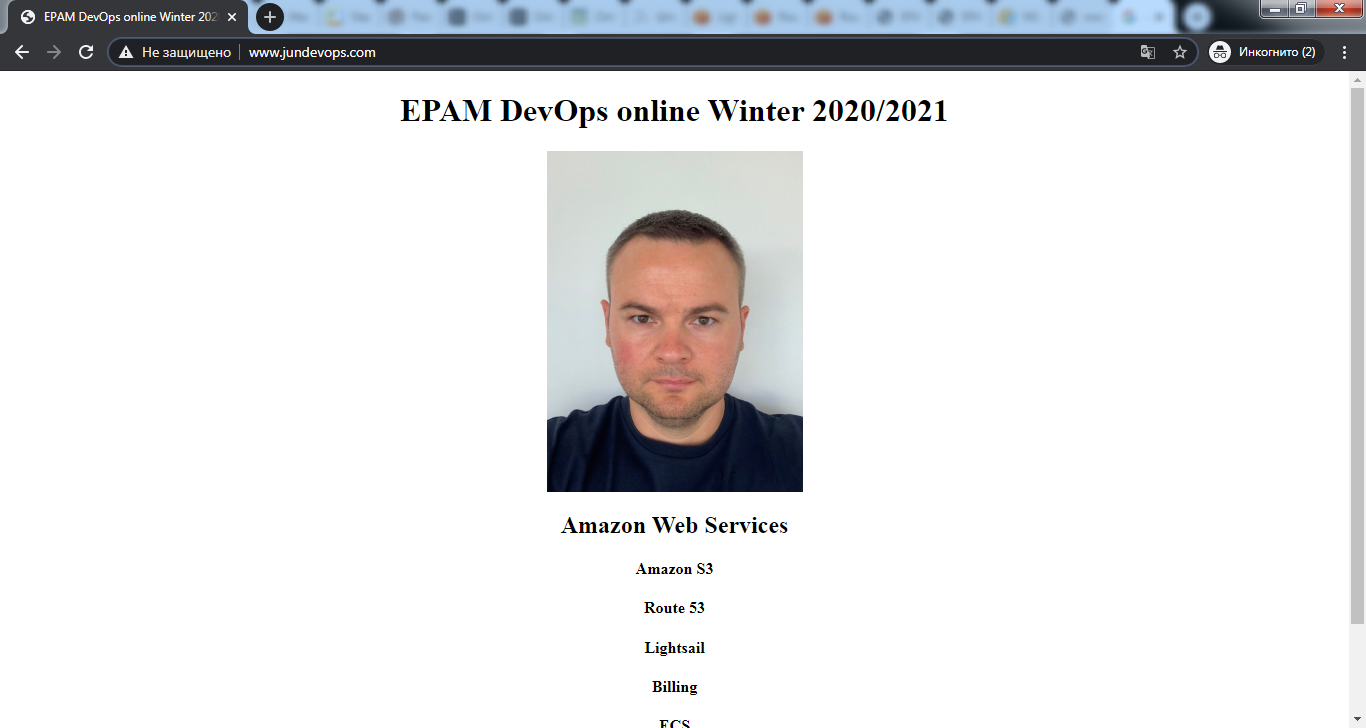 EPAM DevOps online Winter 202
Не защищено
www.jundevops.com
Инкогнито (2)
EPAM DevOps online Winter 2020/2021
Amazon Web Services
Amazon S3
Route 53
Lightsail
Billing
ECS